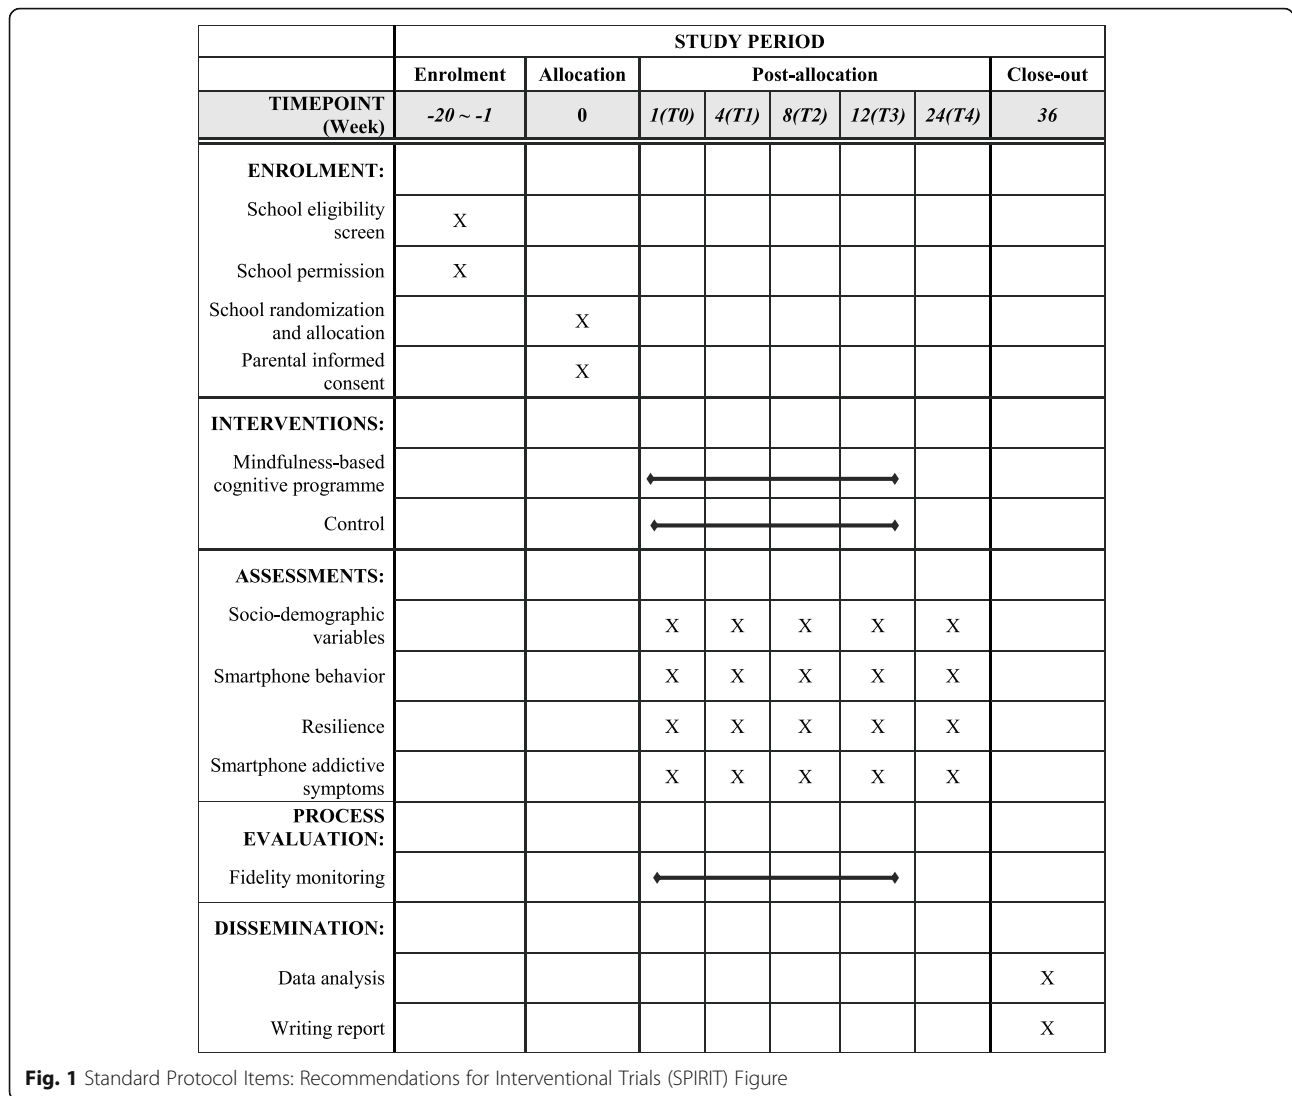 STUDY PERIOD
Enrolment Allocation Post-allocation Close-out
TIMEPOINT
(Week) -20 ~ -1 0 1(T0) 4(T1) 8(T2) 12(T3) 24(T4) 36
ENROLMENT:
School eligibility
screen X
School permission X
School randomization
and allocation X
Parental informed
consent X
INTERVENTIONS:
Mindfulness-based
cognitive programme
Control
ASSESSMENTS:
Socio-demographic
variables X X X X X
Smartphone behavior X X X X X
Resilience X X X X X
Smartphone addictive
symptoms X X X X X
PROCESS
EVALUATION:
Fidelity monitoring
DISSEMINATION:
Data analysis X
Writing report X
Fig. 1 Standard Protocol Items: Recommendations for Interventional Trials (SPIRIT) Figure